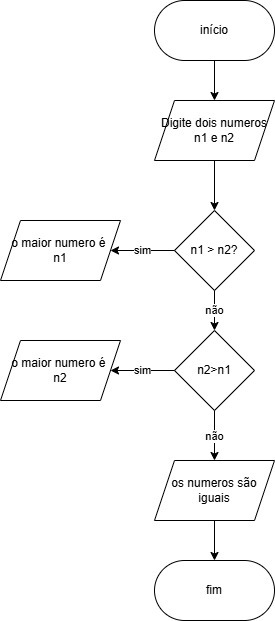 início
Digite dois numeros
n1 e n2
n1 > n2?
sim
o maior numero é
n1
não
n2>n1
sim
o maior numero é
n2
não
os numeros são
iguais
fim